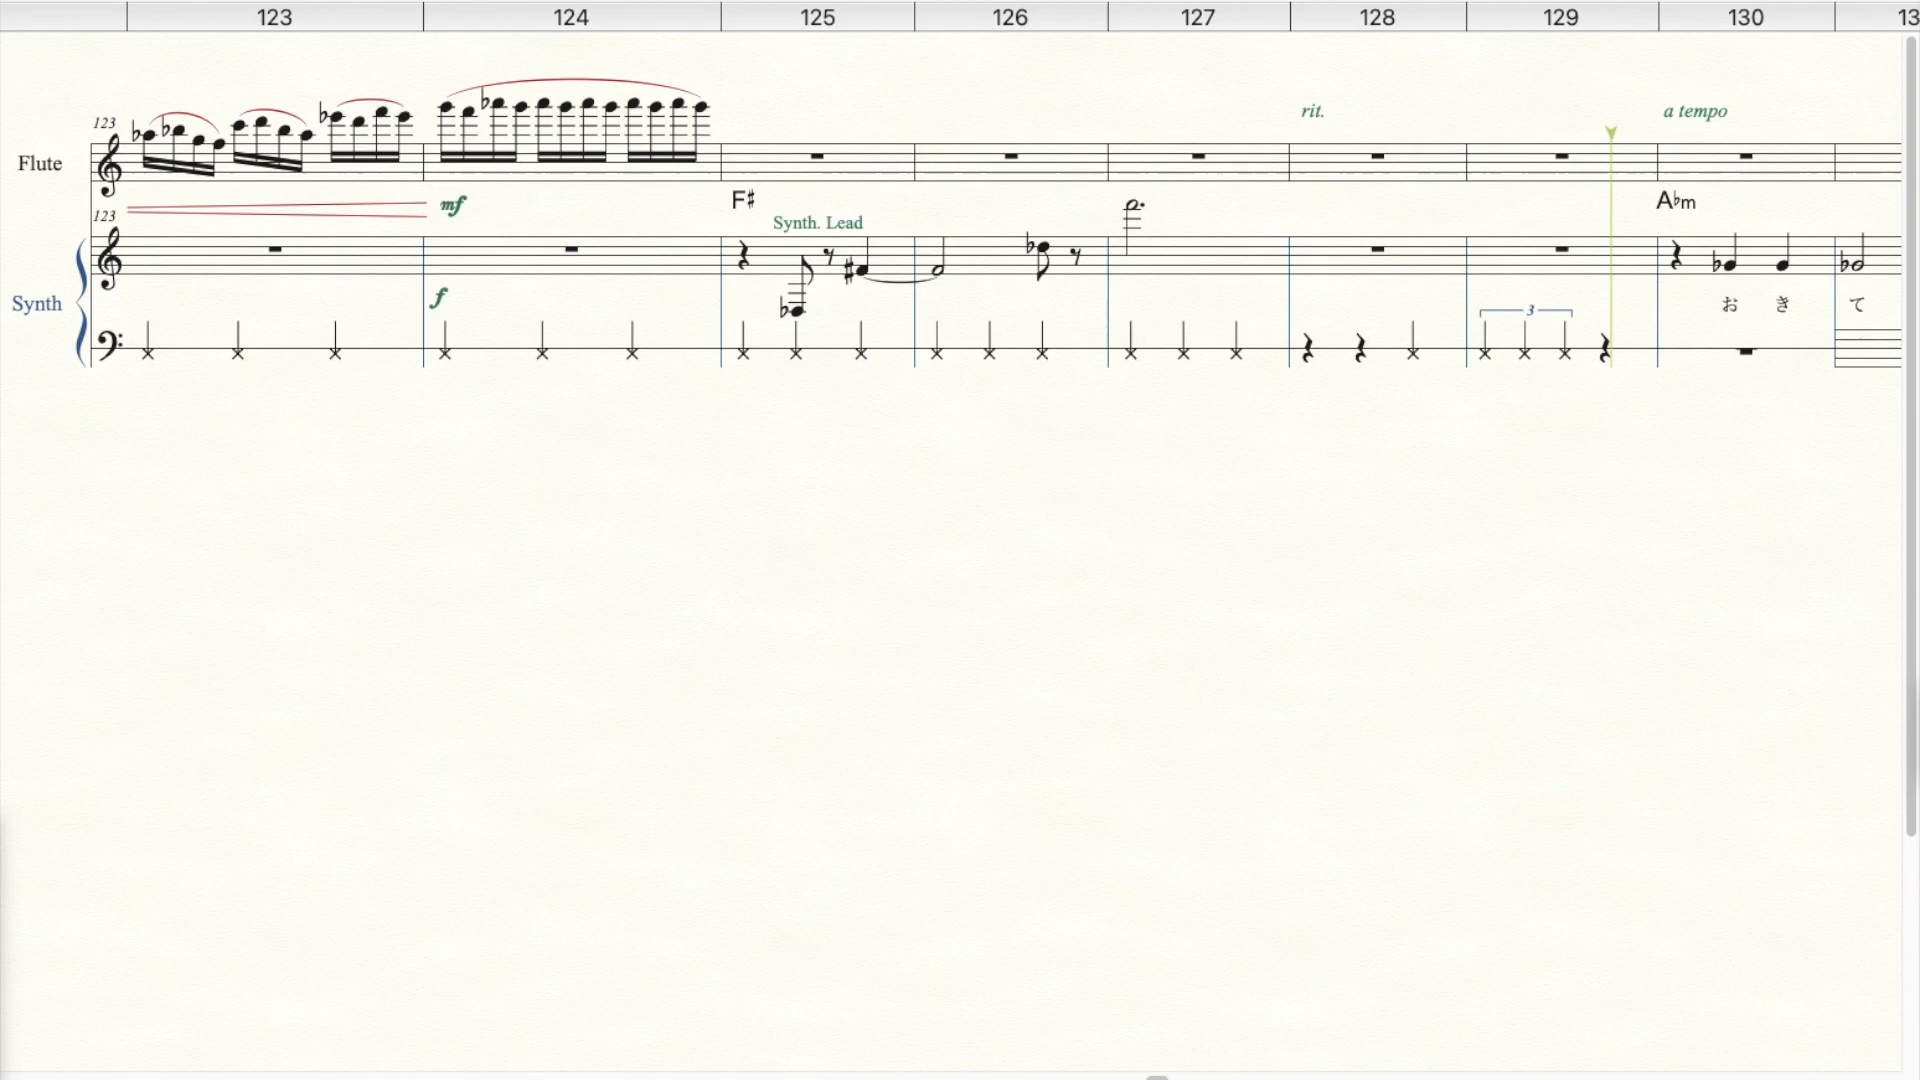 123 124 125 126 127 128 129 130 13
rit. a tempo
123
Flute
mf F♯ A♭m
123 Synth. Lead
Synth f お き て
3